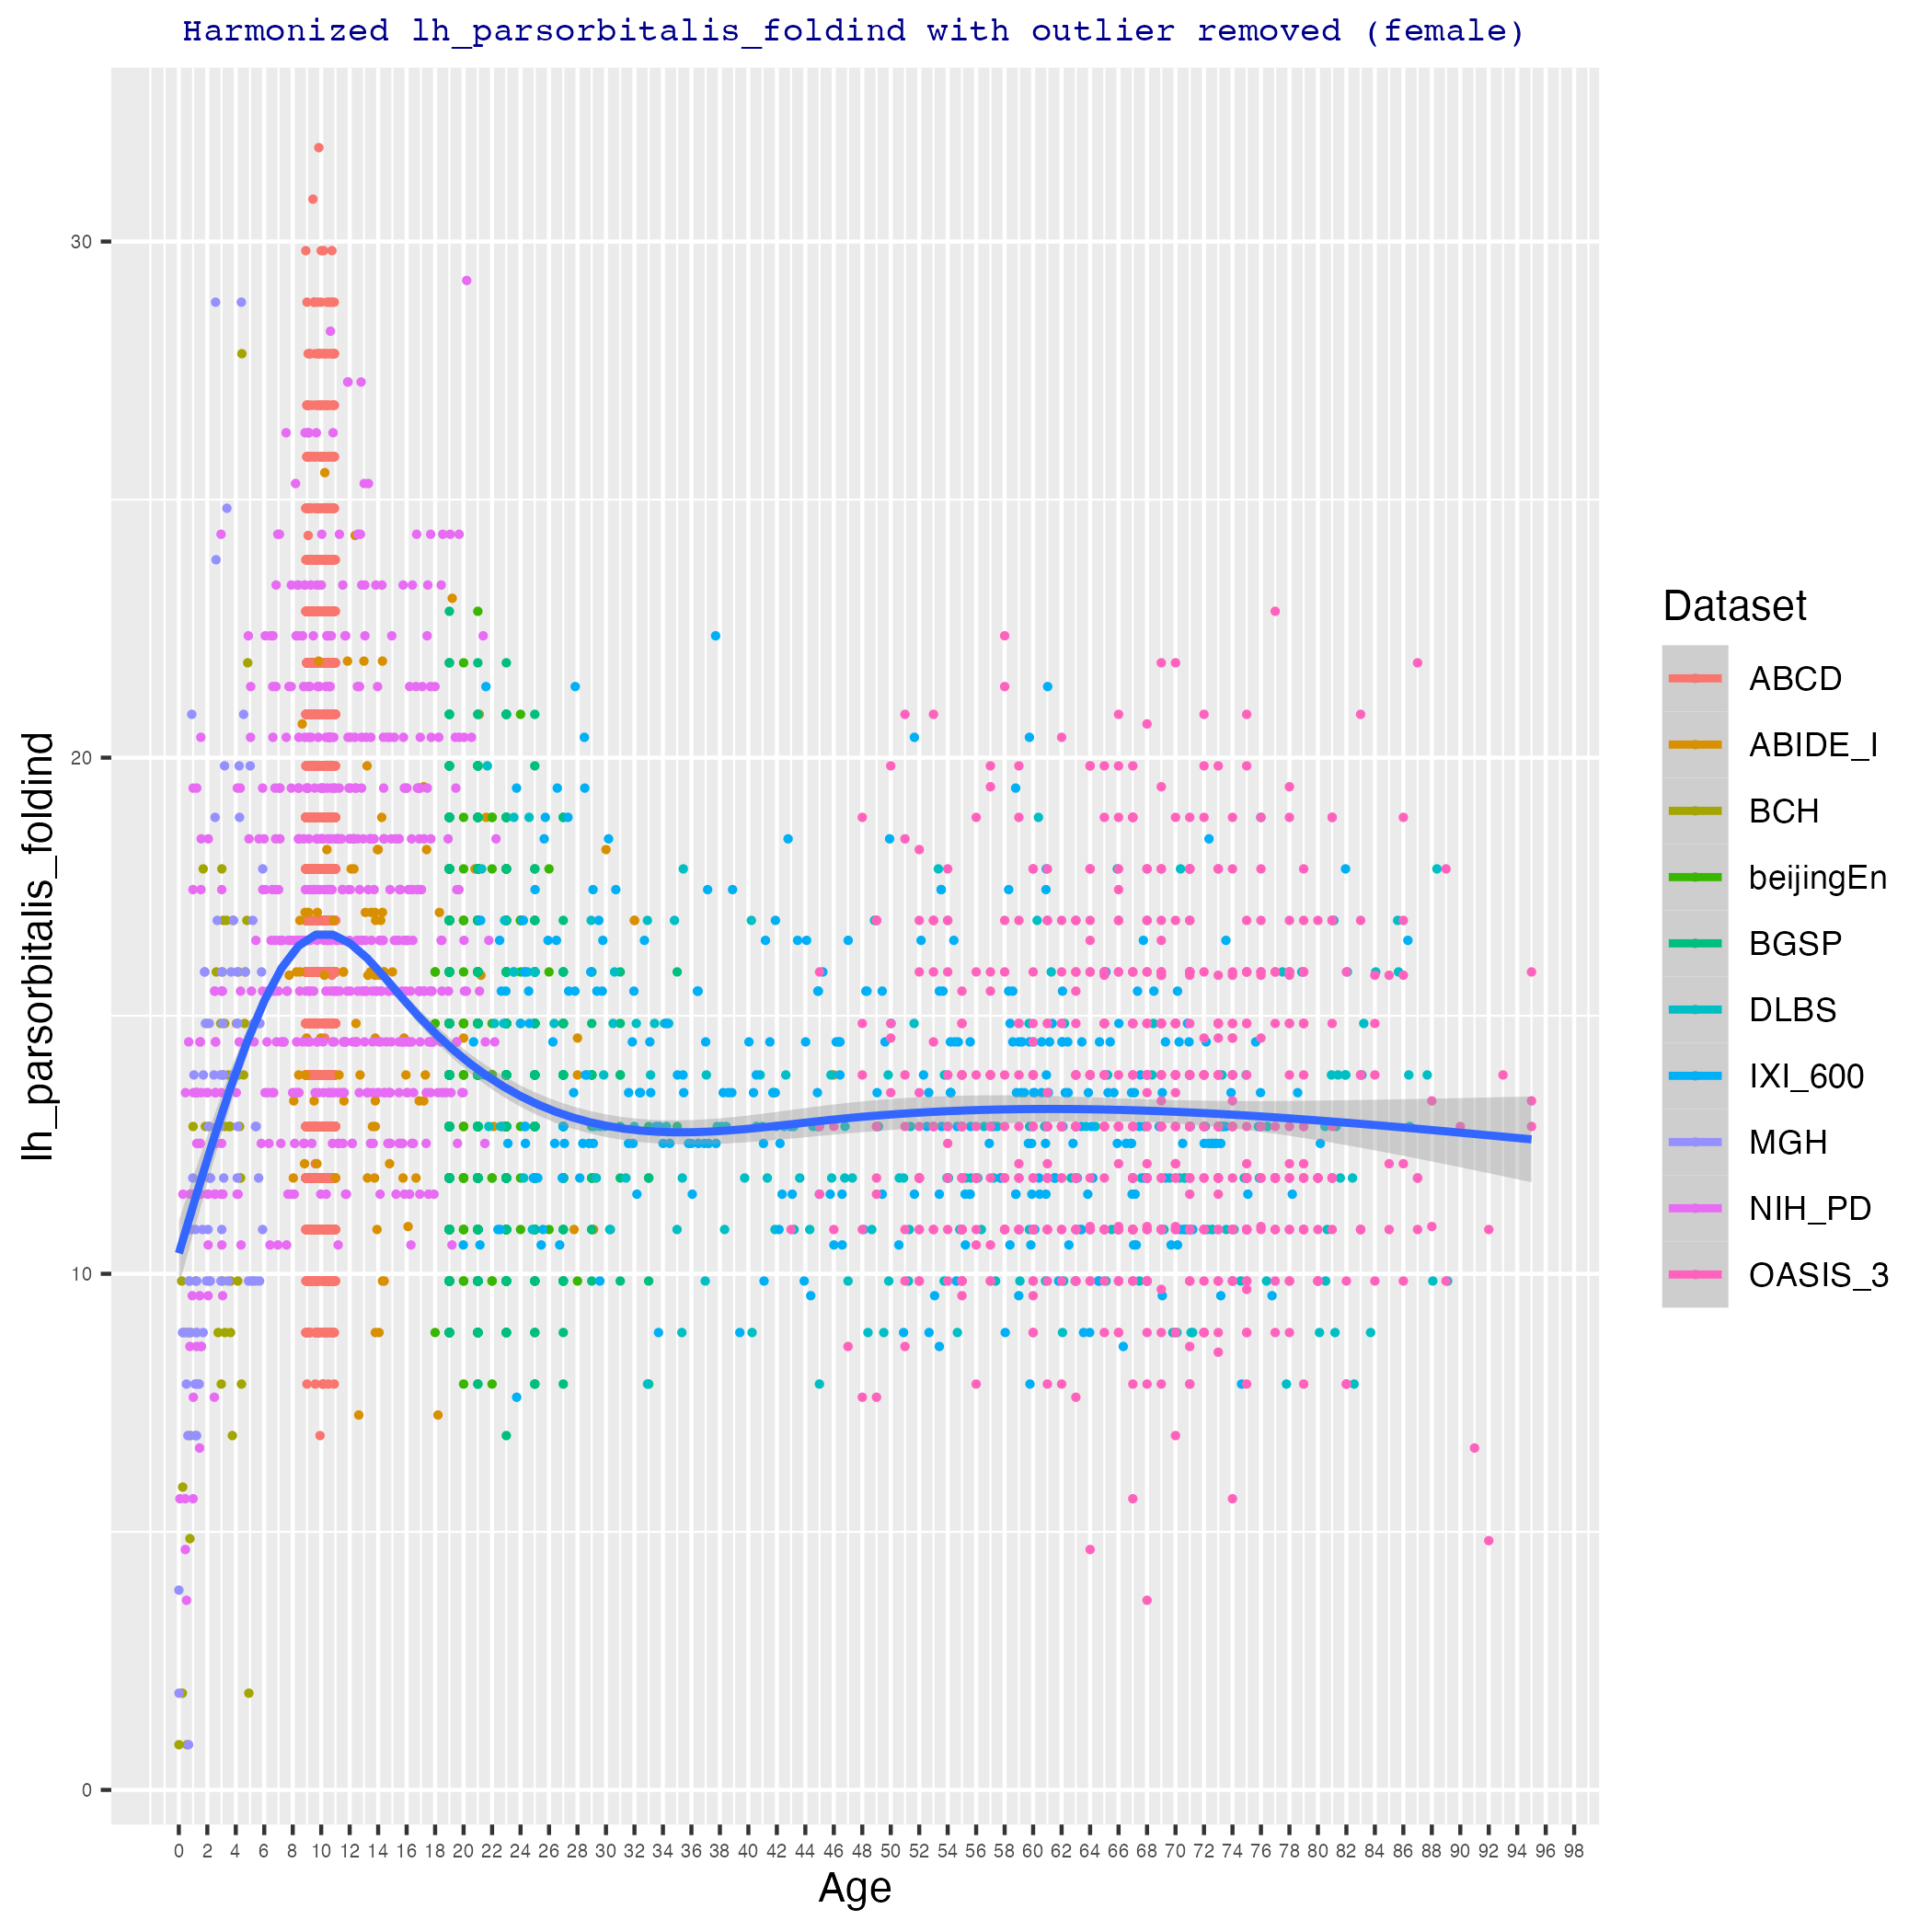 Harmonized lh_parsorbitalis_foldind with outlier removed (female)
lh_parsorbitalis_foldind
30
20
10
0
0 2 4 6 8 10 12 14 16 18 20 22 24 26 28 30 32 34 36 38 40 42 44 46 48 50 52 54 56 58 60 62 64 66 68 70 72 74 76 78 80 82 84 86 88 90 92 94 96 98
Age
Dataset
ABCD
ABIDE_I
BCH
beijingEn
BGSP
DLBS
IXI_600
MGH
NIH_PD
OASIS_3